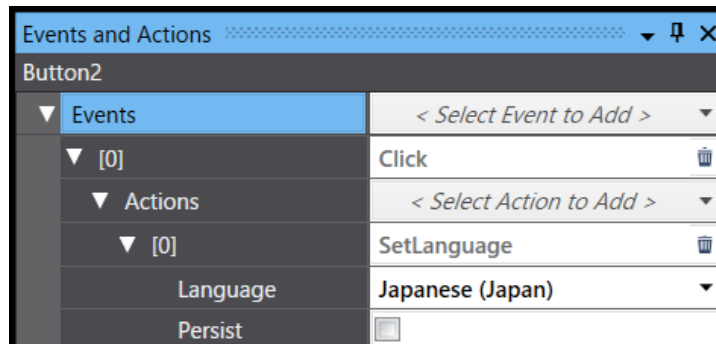 Events and Actions
Button2
Events < Select Event to Add >
[0] Click
Actions < Select Action to Add >
[0] SetLanguage
Language Japanese (Japan)
Persist